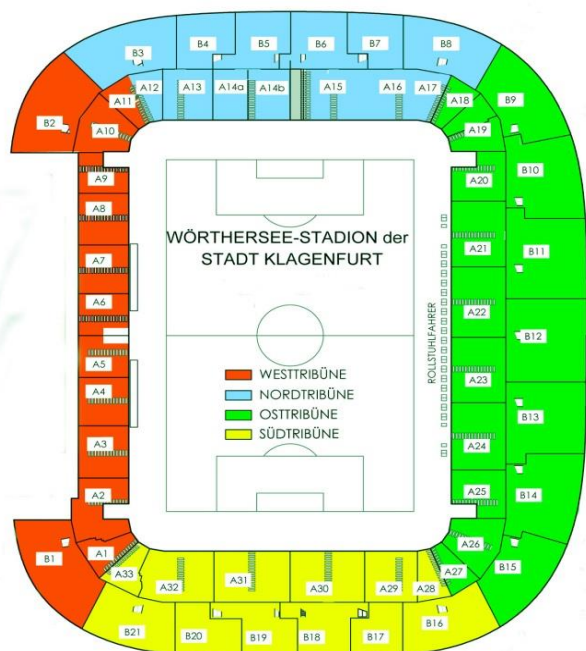 B3
B4
B5
B6
B7
B8
A11
A12
A13
A14a
A14b
A15
A16
A17
A18
B9
B2
A10
A19
A9
A20
B10
A8
WÖRTHERSEE-STADION der
STADT KLAGENFURT
A7
A21
B11
A6
A22
ROLLSTUHLFAHRER
B12
A5
WESTTRIBÜNE
A23
A4
NORDTRIBÜNE
OSTTRIBÜNE
B13
SÜDTRIBÜNE
A3
A24
A2
A25
B14
B1
A1
A26
A33
A32
A31
A30
A29
A28
A27
B15
B21
B20
B19
B18
B17
B16